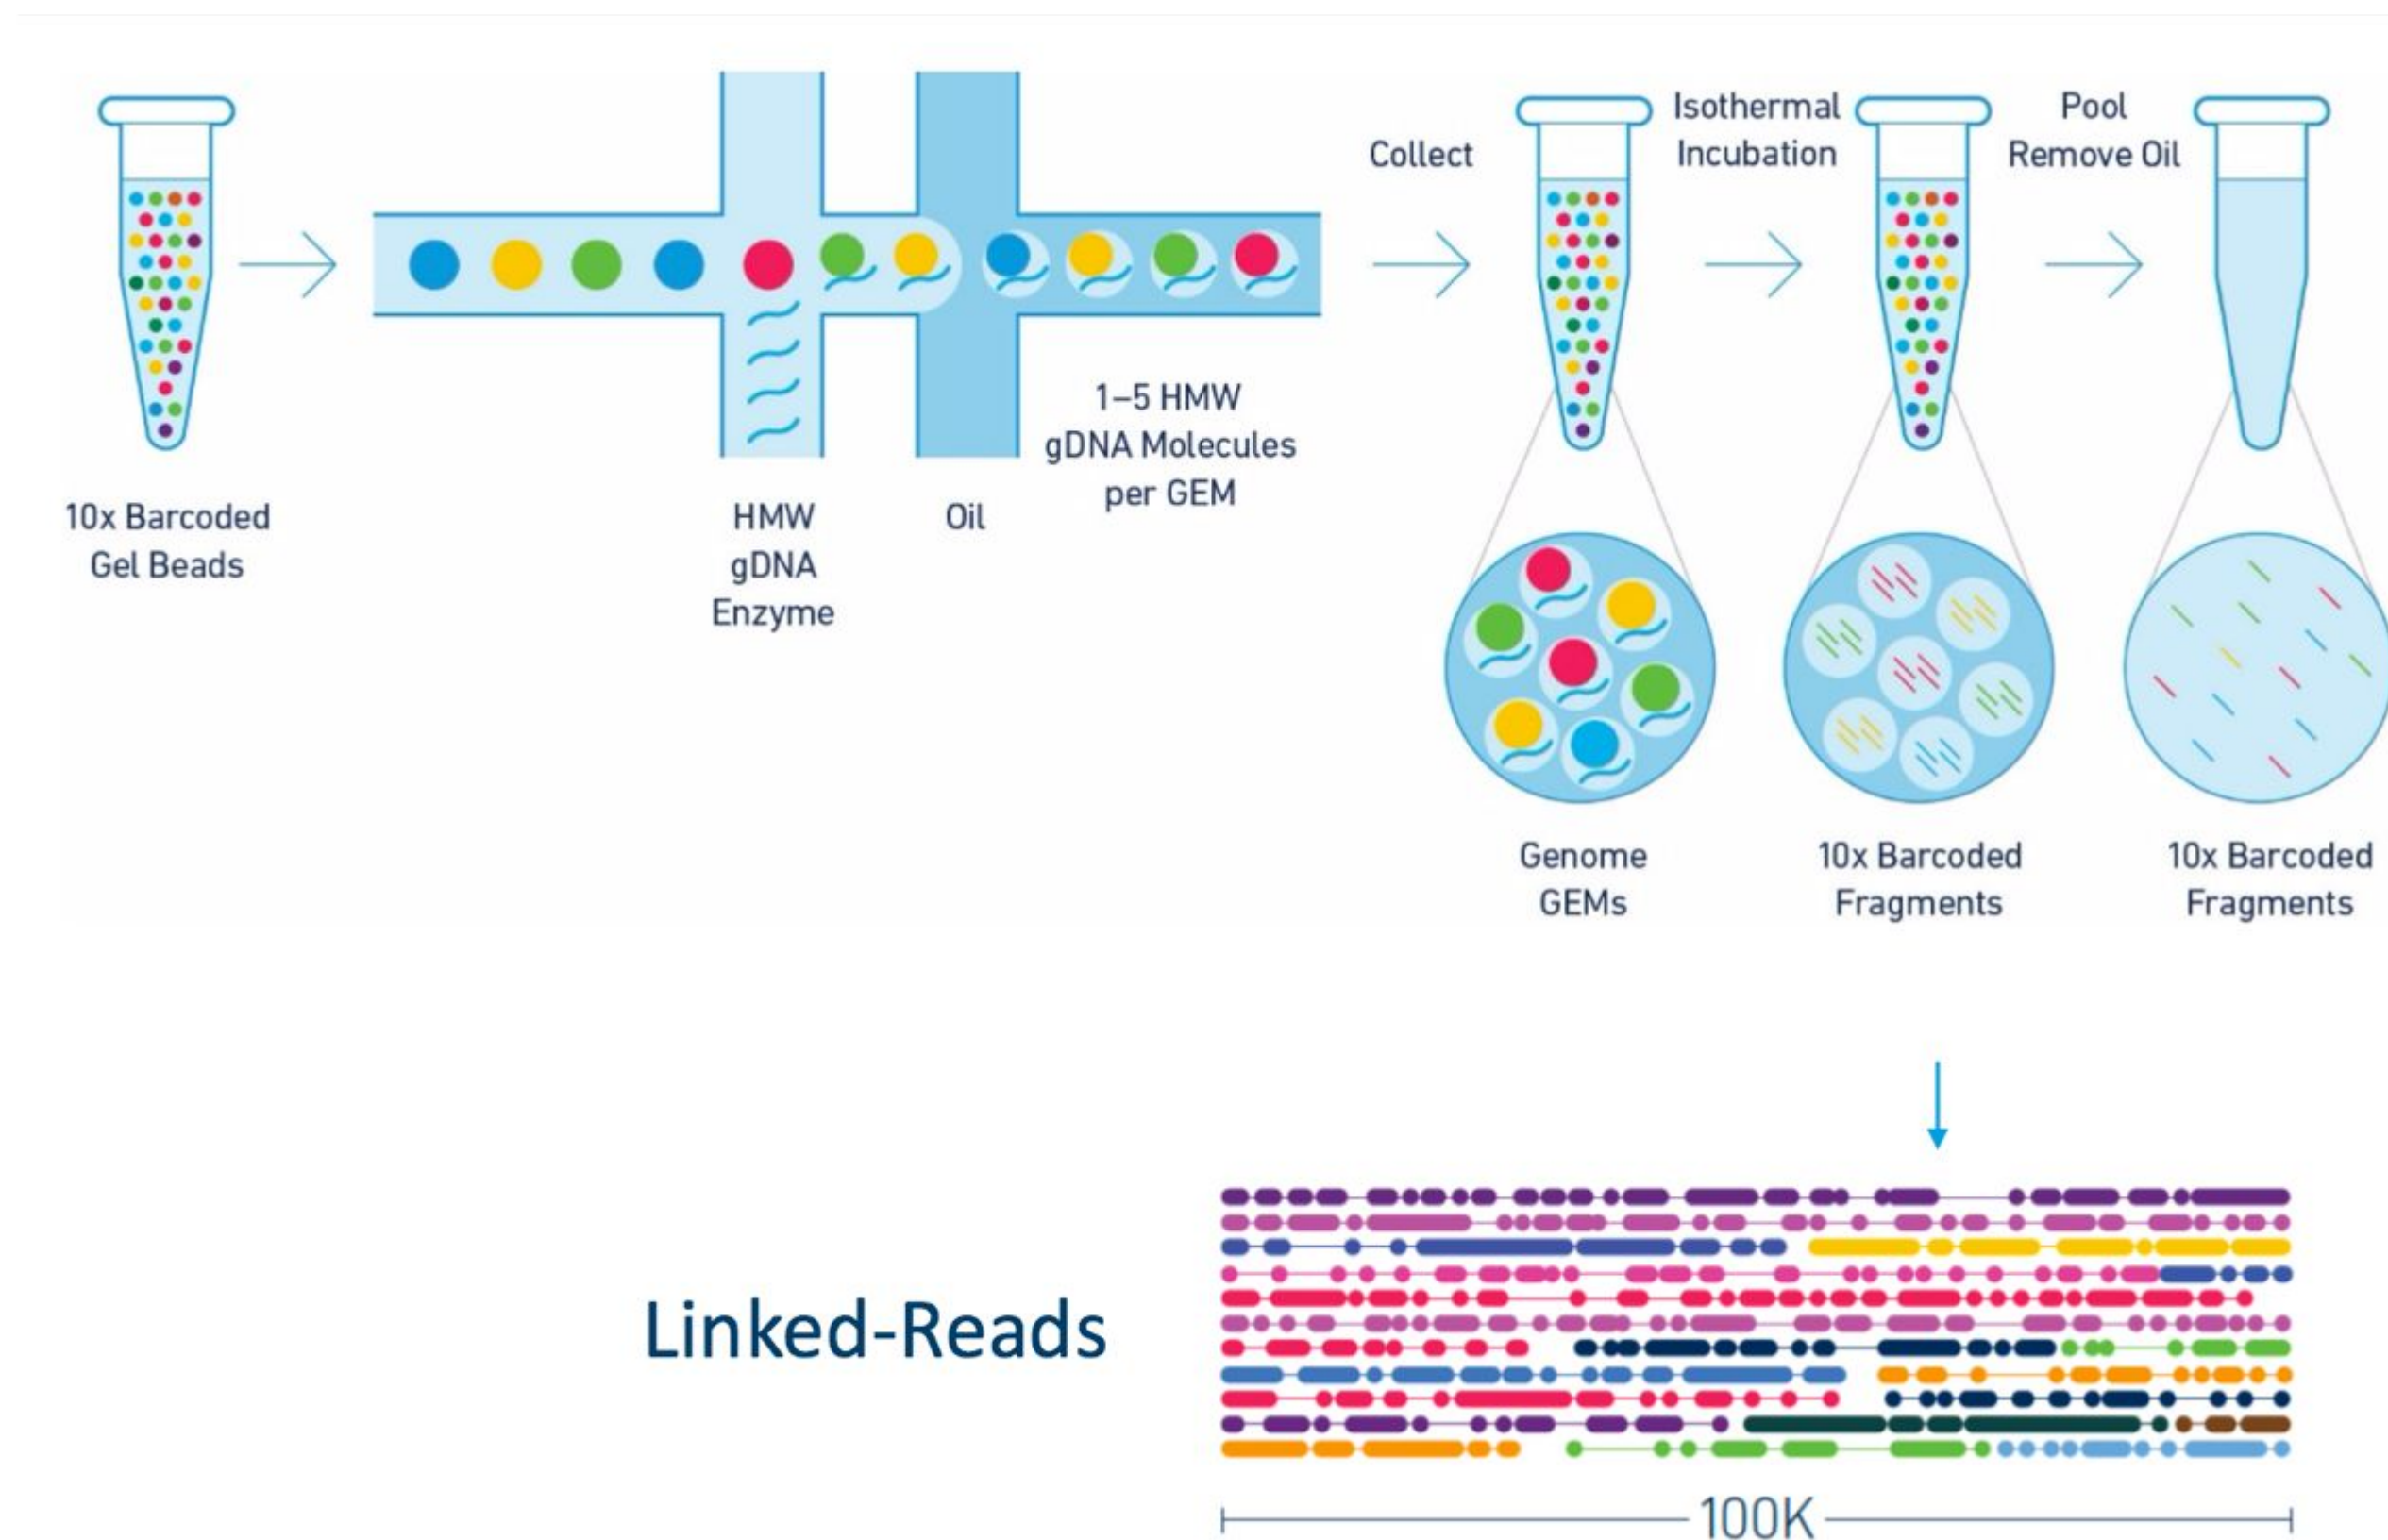 10x Barcoded
Gel Beads
HMW
gDNA
Enzyme
Oil
1–5 HMW
gDNA Molecules
per GEM
Collect
Isothermal
Incubation
Pool
Remove Oil
Genome
GEMs
10x Barcoded
Fragments
10x Barcoded
Fragments
Linked-Reads
100K